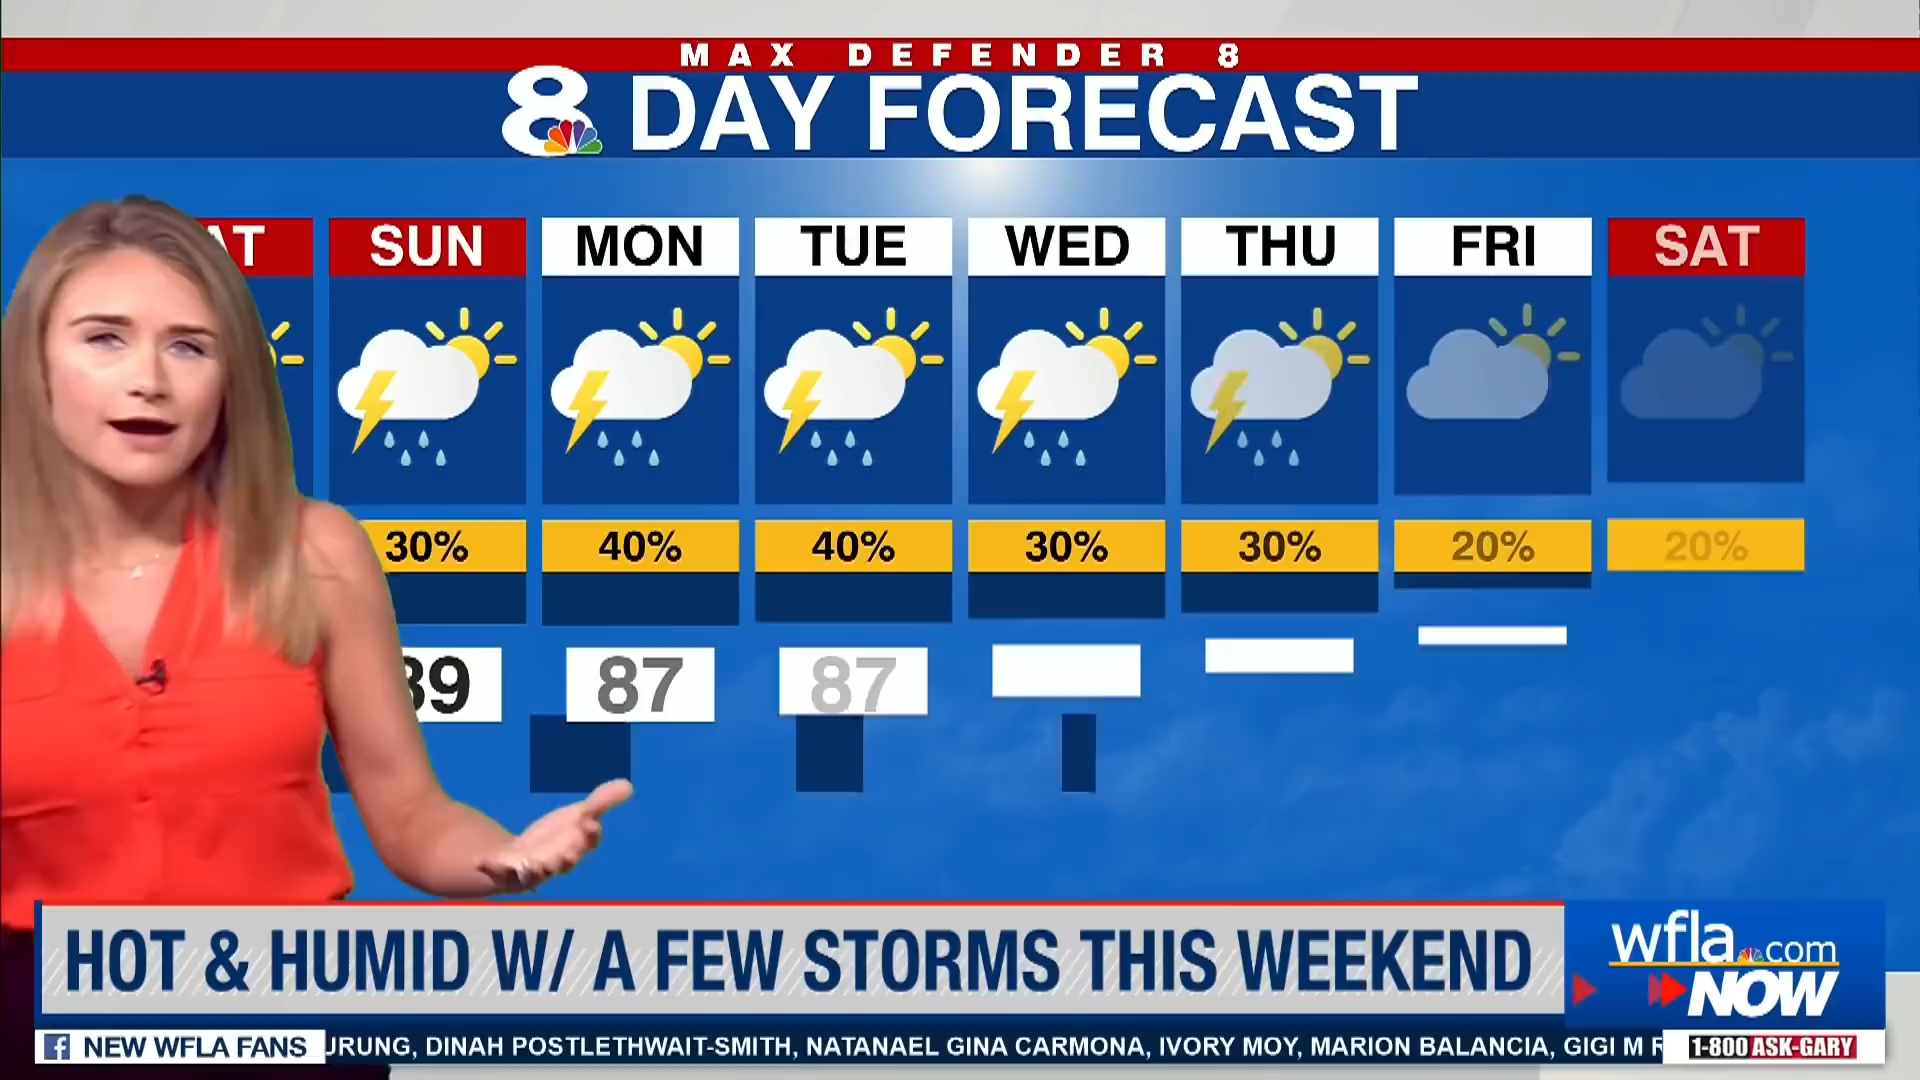 MAX DEFENDER 8
8 DAY FORECAST
SUN MON TUE WED THU FRI SAT
30% 40% 40% 30% 30% 20% 20%
87 87
HOT & HUMID W/ A FEW STORMS THIS WEEKEND
wfla.com
NOW
NEW WFLA FANS URUNG, DINAH POSTLETHWAIT-SMITH, NATANAEL GINA CARMONA, IVORY MOY, MARION BALANCIA, GIGI M
1-800 ASK-GARY